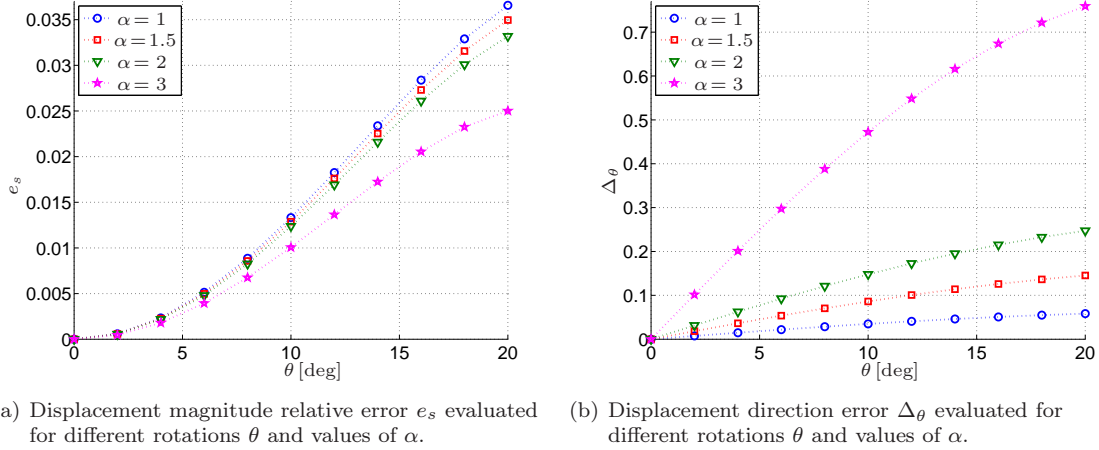 0.035
0.03
0.025
0.02
0.015
0.01
0.005
0
e_s
α = 1
α = 1.5
α = 2
α = 3
0 5 10 15 20
θ [deg]
0.7
0.6
0.5
0.4
0.3
0.2
0.1
0
Δ_θ
α = 1
α = 1.5
α = 2
α = 3
0 5 10 15 20
θ [deg]
a) Displacement magnitude relative error e_s evaluated
for different rotations θ and values of α.
(b) Displacement direction error Δ_θ evaluated for
different rotations θ and values of α.